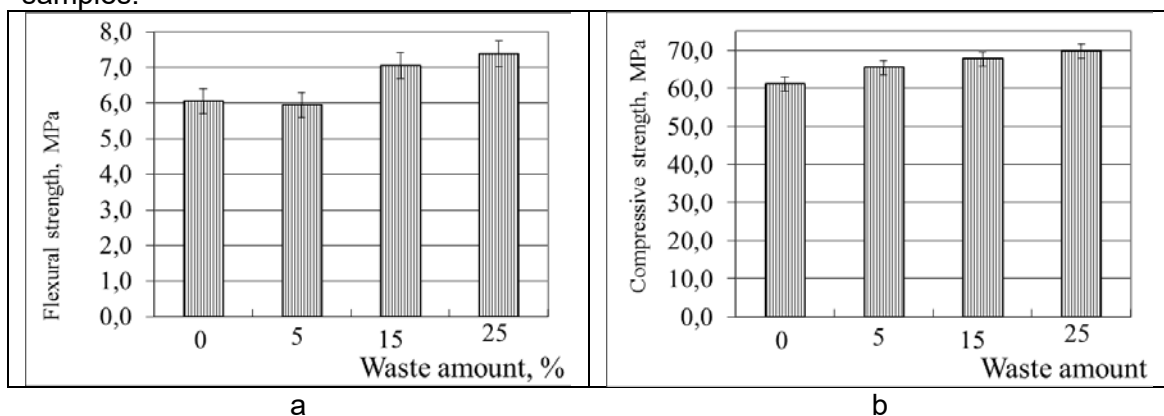 samples.
Flexural strength, MPa
8,0
7,0
6,0
5,0
4,0
3,0
2,0
1,0
0,0
0 5 15 25
Waste amount, %
a
Compressive strength, MPa
70,0
60,0
50,0
40,0
30,0
20,0
10,0
0,0
0 5 15 25
Waste amount
b